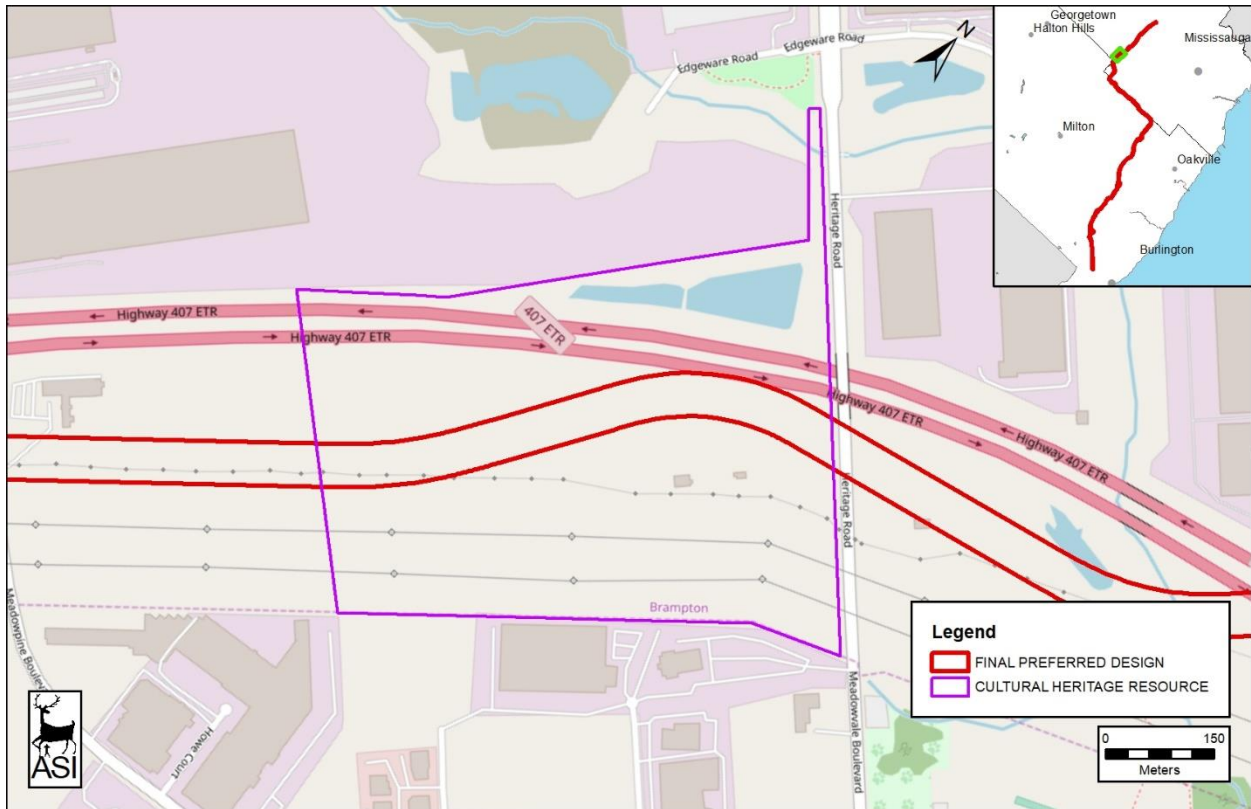 Georgetown
Halton Hills
Mississauga
Milton
Oakville
Burlington
N
Edgeware Road
Edgeware Road
Heritage Road
Highway 407 ETR
Highway 407 ETR
407 ETR
Highway 407 ETR
Highway 407 ETR
Heritage Road
Brampton
Meadowpine Boulevard
Howe Court
Meadowvale Boulevard
Legend
FINAL PREFERRED DESIGN
CULTURAL HERITAGE RESOURCE
0 150
Meters
ASI